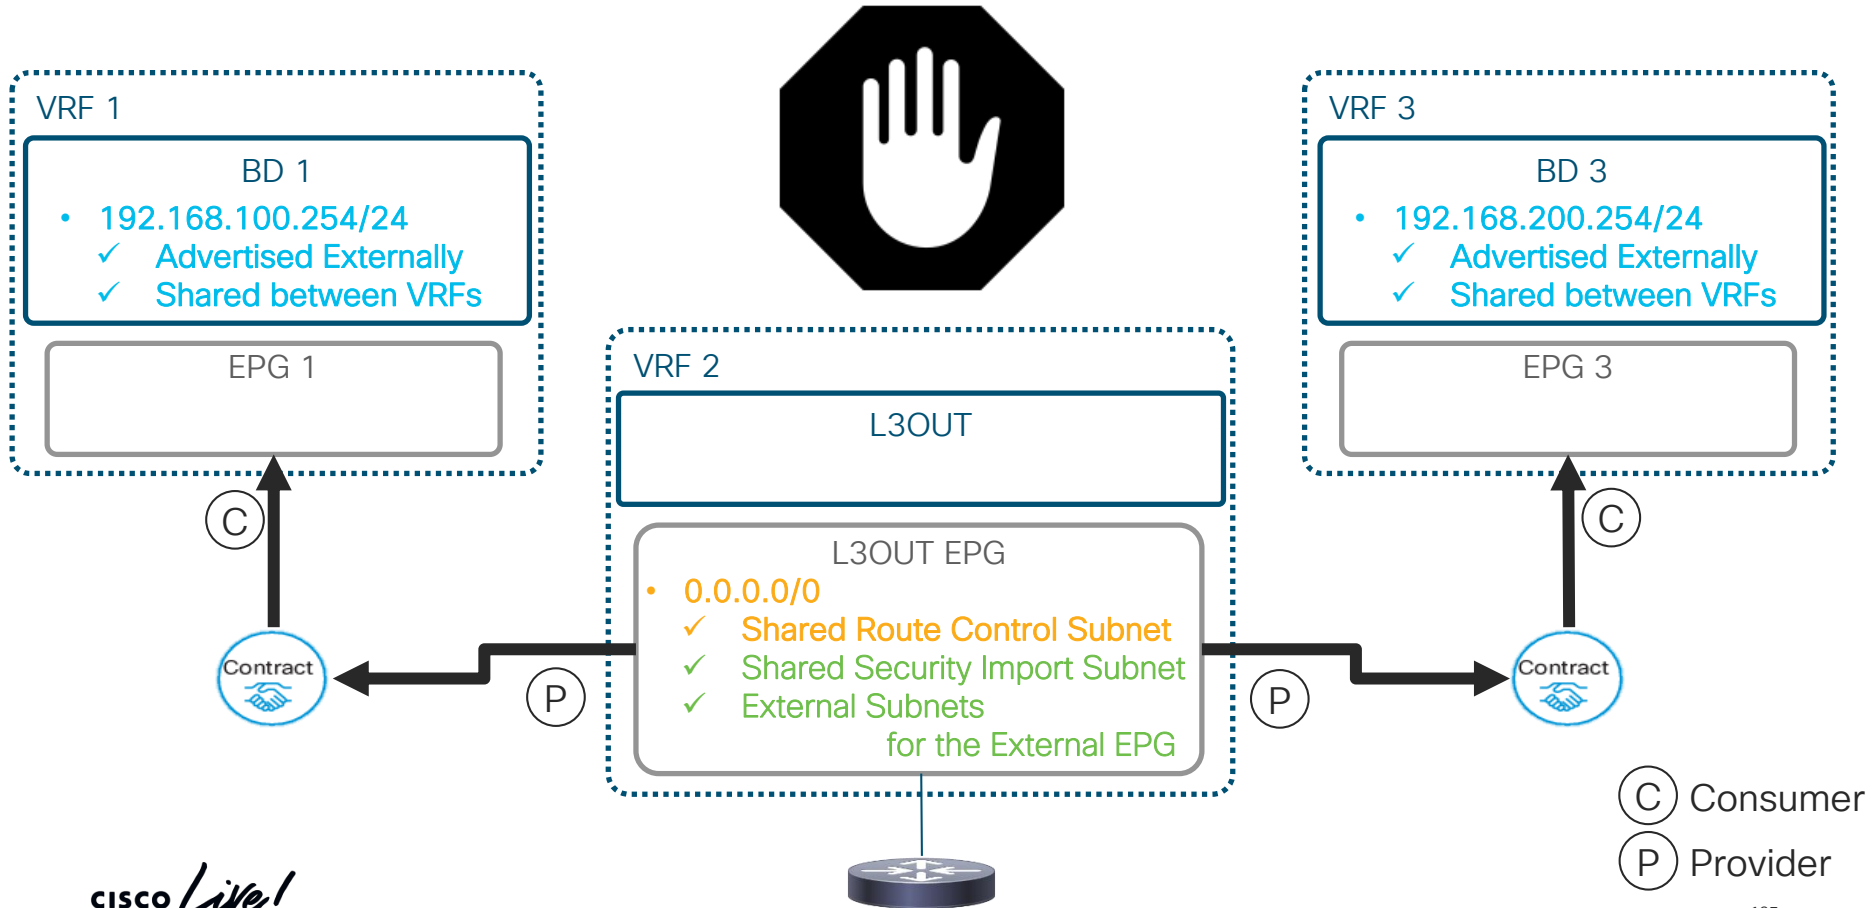 VRF 1
BD 1
• 192.168.100.254/24
✓ Advertised Externally
✓ Shared between VRFs
EPG 1
C
Contract
VRF 2
L3OUT
L3OUT EPG
• 0.0.0.0/0
✓ Shared Route Control Subnet
✓ Shared Security Import Subnet
✓ External Subnets
for the External EPG
P
P
VRF 3
BD 3
• 192.168.200.254/24
✓ Advertised Externally
✓ Shared between VRFs
EPG 3
C
Contract
C Consumer
P Provider
CISCO Live!